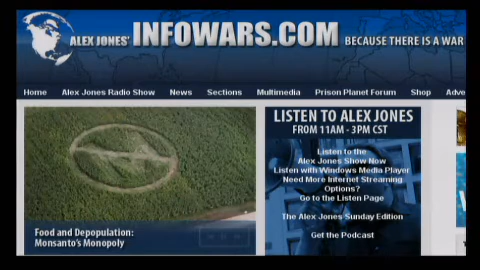 ALEX JONES' INFOWARS.COM BECAUSE THERE IS A WAR
Home Alex Jones Radio Show News Sections Multimedia Prison Planet Forum Shop Adve
LISTEN TO ALEX JONES
FROM 11AM - 3PM CST
Listen to the
Alex Jones Show Now
Listen with Windows Media Player
Need More Internet Streaming
Options?
Go to the Listen Page
The Alex Jones Sunday Edition
Get the Podcast
Food and Depopulation:
Monsanto's Monopoly